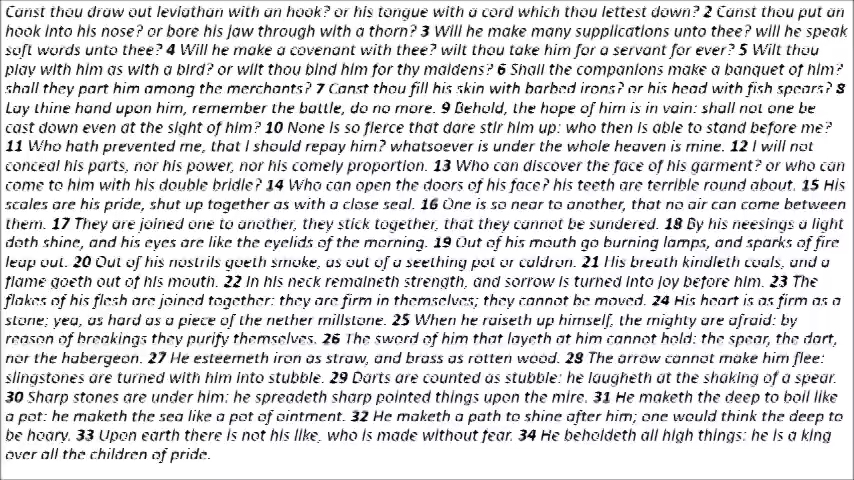 Canst thou draw out leviathan with an hook? or his tongue with a cord which thou lettest down? 2 Canst thou put an
hook into his nose? or bore his jaw through with a thorn? 3 Will he make many supplications unto thee? will he speak
soft words unto thee? 4 Will he make a covenant with thee? wilt thou take him for a servant for ever? 5 Wilt thou
play with him as with a bird? or wilt thou bind him for thy maidens? 6 Shall the companions make a banquet of him?
shall they part him among the merchants? 7 Canst thou fill his skin with barbed irons? or his head with fish spears? 8
Lay thine hand upon him, remember the battle, do no more. 9 Behold, the hope of him is in vain: shall not one be
cast down even at the sight of him? 10 None is so fierce that dare stir him up: who then is able to stand before me?
11 Who hath prevented me, that I should repay him? whatsoever is under the whole heaven is mine. 12 I will not
conceal his parts, nor his power, nor his comely proportion. 13 Who can discover the face of his garment? or who can
come to him with his double bridle? 14 Who can open the doors of his face? his teeth are terrible round about. 15 His
scales are his pride, shut up together as with a close seal. 16 One is so near to another, that no air can come between
them. 17 They are joined one to another, they stick together, that they cannot be sundered. 18 By his neesings a light
doth shine, and his eyes are like the eyelids of the morning. 19 Out of his mouth go burning lamps, and sparks of fire
leap out. 20 Out of his nostrils goeth smoke, as out of a seething pot or caldron. 21 His breath kindleth coals, and a
flame goeth out of his mouth. 22 In his neck remaineth strength, and sorrow is turned into joy before him. 23 The
flakes of his flesh are joined together: they are firm in themselves; they cannot be moved. 24 His heart is as firm as a
stone; yea, as hard as a piece of the nether millstone. 25 When he raiseth up himself, the mighty are afraid: by
reason of breakings they purify themselves. 26 The sword of him that layeth at him cannot hold: the spear, the dart,
nor the habergeon. 27 He esteemeth iron as straw, and brass as rotten wood. 28 The arrow cannot make him flee:
slingstones are turned with him into stubble. 29 Darts are counted as stubble: he laugheth at the shaking of a spear.
30 Sharp stones are under him: he spreadeth sharp pointed things upon the mire. 31 He maketh the deep to boil like
a pot: he maketh the sea like a pot of ointment. 32 He maketh a path to shine after him; one would think the deep to
be hoary. 33 Upon earth there is not his like, who is made without fear. 34 He beholdeth all high things: he is a king
over all the children of pride.